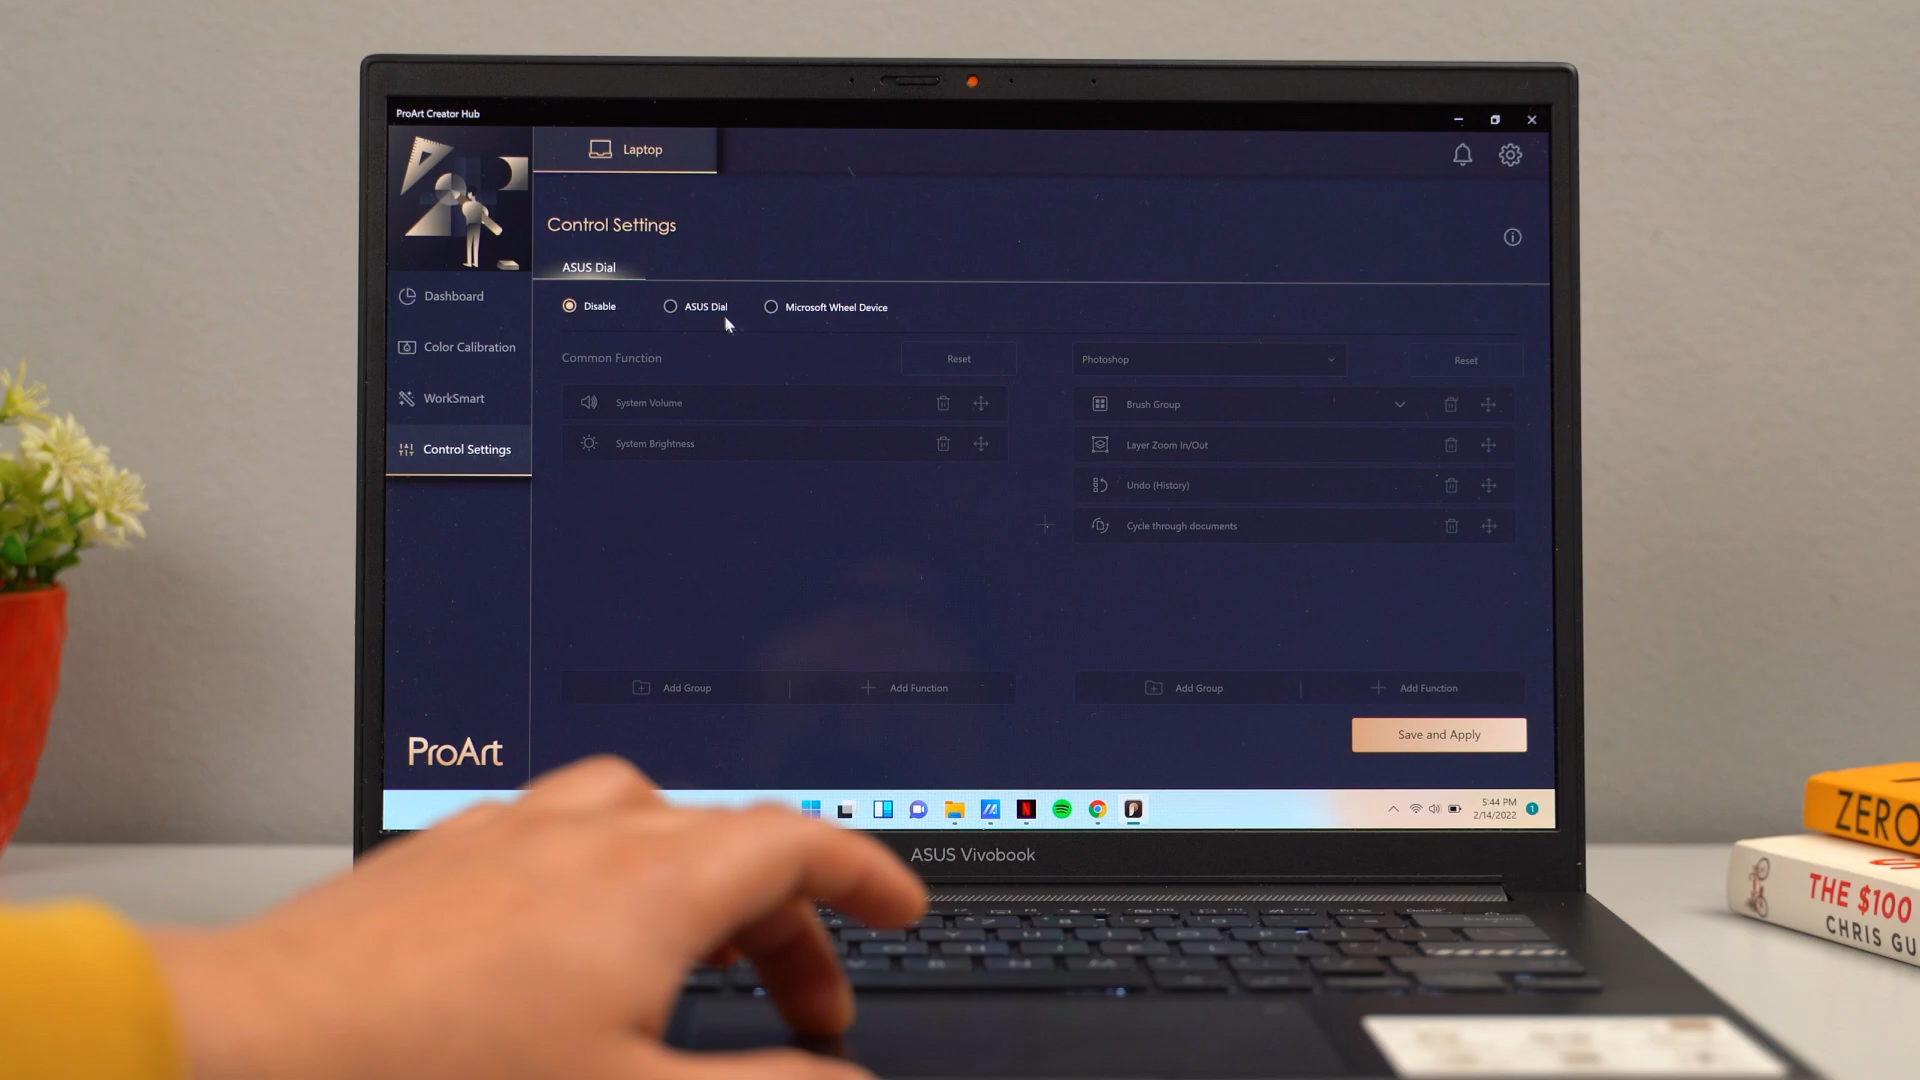 ProArt Creator Hub
Laptop
Control Settings
ASUS Dial
Disable
ASUS Dial
Microsoft Wheel Device
Dashboard
Color Calibration
WorkSmart
Control Settings
Common Function
Reset
System Volume
System Brightness
Add Group
Add Function
Photoshop
Reset
Brush Group
Layer Zoom In/Out
Undo (History)
Cycle through documents
Add Group
Add Function
Save and Apply
ProArt
5:44 PM
2/14/2022
1
ASUS Vivobook
ZERO
THE $100
CHRIS GU